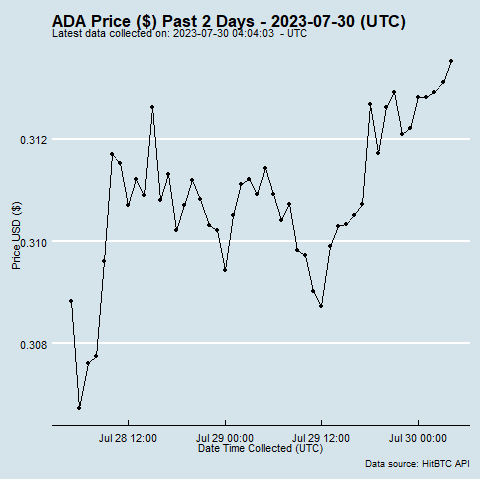 ADA Price ($) Past 2 Days - 2023-07-30 (UTC)
Latest data collected on: 2023-07-30 04:04:03 - UTC
Price USD ($)
0.312
0.310
0.308
Jul 28 12:00 Jul 29 00:00 Jul 29 12:00 Jul 30 00:00
Date Time Collected (UTC)
Data source: HitBTC API